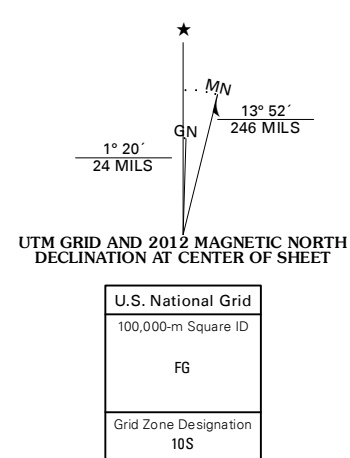 ★
MN
GN
13° 52´
246 MILS
1° 20´
24 MILS
UTM GRID AND 2012 MAGNETIC NORTH
DECLINATION AT CENTER OF SHEET
U.S. National Grid
100,000-m Square ID
FG
Grid Zone Designation
10S